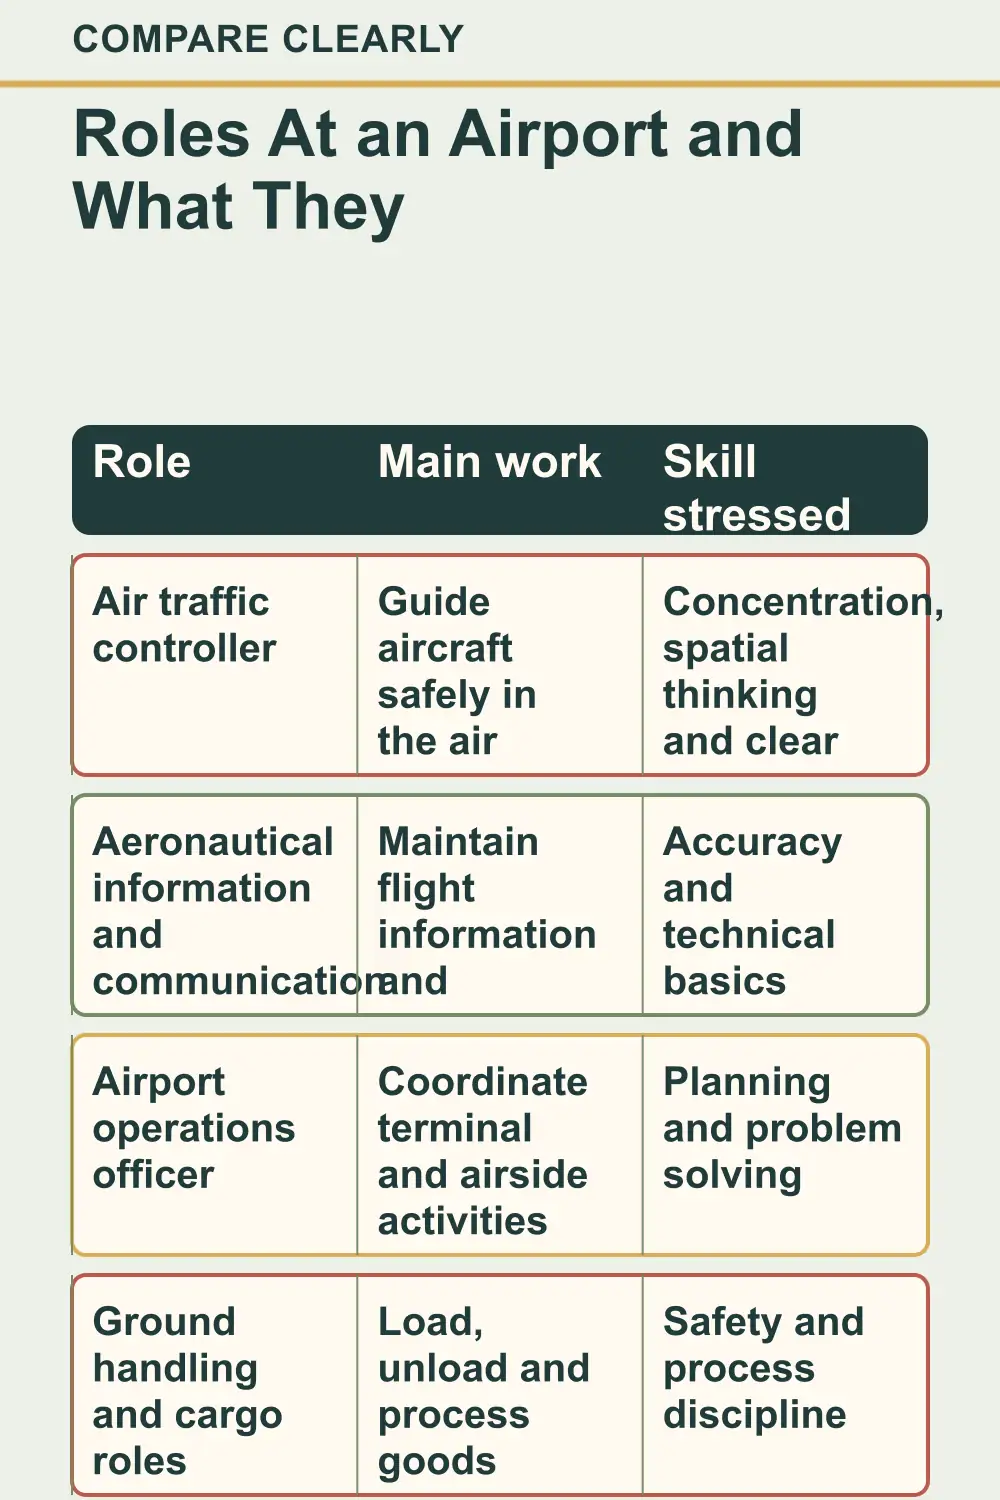 COMPARE CLEARLY
Roles At an Airport and
What They
Role
Main work
Skill
stressed
Air traffic
controller
Guide
aircraft
safely in
the air
Concentration,
spatial
thinking
and clear
Aeronautical
information
and
communication
Maintain
flight
information
and
Accuracy
and
technical
basics
Airport
operations
officer
Coordinate
terminal
and airside
activities
Planning
and problem
solving
Ground
handling
and cargo
roles
Load,
unload and
process
goods
Safety and
process
discipline